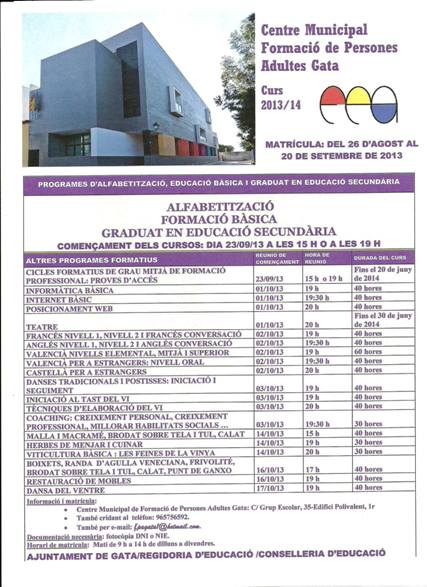 Centre Municipal
Formació de Persones
Adultes Gata
Curs
2013/14
MATRÍCULA: DEL 26 D'AGOST AL
20 DE SETEMBRE DE 2013
PROGRAMES D'ALFABETITZACIÓ, EDUCACIÓ BÀSICA I GRADUAT EN EDUCACIÓ SECUNDÀRIA
ALFABETITZACIÓ
FORMACIÓ BÀSICA
GRADUAT EN EDUCACIÓ SECUNDÀRIA
COMENÇAMENT DELS CURSOS: DIA 23/09/13 A LES 15 H O A LES 19 H
ALTRES PROGRAMES FORMATIUS REUNIÓ DE COMENÇAMENT HORA DE REUNIÓ DURADA DEL CURS
CICLES FORMATIUS DE GRAU MITJÀ DE FORMACIÓ Fins el 20 de juny
PROFESSIONAL: PROVES D'ACCÉS 23/09/13 15 h o 19 h de 2014
INFORMÀTICA BÀSICA 01/10/13 19 h 40 hores
INTERNET BÀSIC 01/10/13 19:30 h 40 hores
POSICIONAMENT WEB 01/10/13 20 h 40 hores
Fins el 30 de juny
TEATRE 01/10/13 20 h de 2014
FRANCÉS NIVELL 1, NIVELL 2 I FRANCÉS CONVERSACIÓ 02/10/13 19 h 40 hores
ANGLÉS NIVELL 1, NIVELL 2 I ANGLÉS CONVERSACIÓ 02/10/13 19:30 h 40 hores
VALENCIÀ NIVELLS ELEMENTAL, MITJÀ I SUPERIOR 02/10/13 19 h 60 hores
VALENCIÀ PER A ESTRANGERS: NIVELL ORAL 02/10/13 19:30 h 40 hores
CASTELLÀ PER A ESTRANGERS 02/10/13 20 h 40 hores
DANSES TRADICIONALS I POSTISSES: INICIACIÓ I
SEGUIMENT 03/10/13 19 h 40 hores
INICIACIÓ AL TAST DEL VI 03/10/13 19 h 40 hores
TÈCNIQUES D'ELABORACIÓ DEL VI 03/10/13 20 h 40 hores
COACHING: CREIXEMENT PERSONAL, CREIXEMENT
PROFESSIONAL, MILLORAR HABILITATS SOCIALS ... 03/10/13 19:30 h 30 hores
MALLA I MACRAMÉ, BRODAT SOBRE TELA I TUL, CALAT 14/10/13 15 h 40 hores
HERBES DE MENJAR I CUINAR 14/10/13 19 h 30 hores
VITICULTURA BÀSICA : LES FEINES DE LA VINYA 14/10/13 20 h 30 hores
BOIXETS, RANDA D'AGULLA VENECIANA, FRIVOLITÉ,
BRODAT SOBRE TELA I TUL, CALAT, PUNT DE GANXO 16/10/13 17 h 40 hores
RESTAURACIÓ DE MOBLES 16/10/13 19 h 40 hores
DANSA DEL VENTRE 17/10/13 19 h 40 hores
Informació i matrícula:
• Centre Municipal de Formació de Persones Adultes Gata: C/ Grup Escolar, 35-Edifici Polivalent, 1r
• També cridant al telèfon: 965756592.
• També per e-mail: fpagata1@hotmail.com.
Documentació necessària: fotocòpia DNI o NIE.
Horari de matrícula: Matí de 9 h a 14 h de dilluns a divendres.
AJUNTAMENT DE GATA/REGIDORIA D'EDUCACIÓ /CONSELLERIA D'EDUCACIÓ